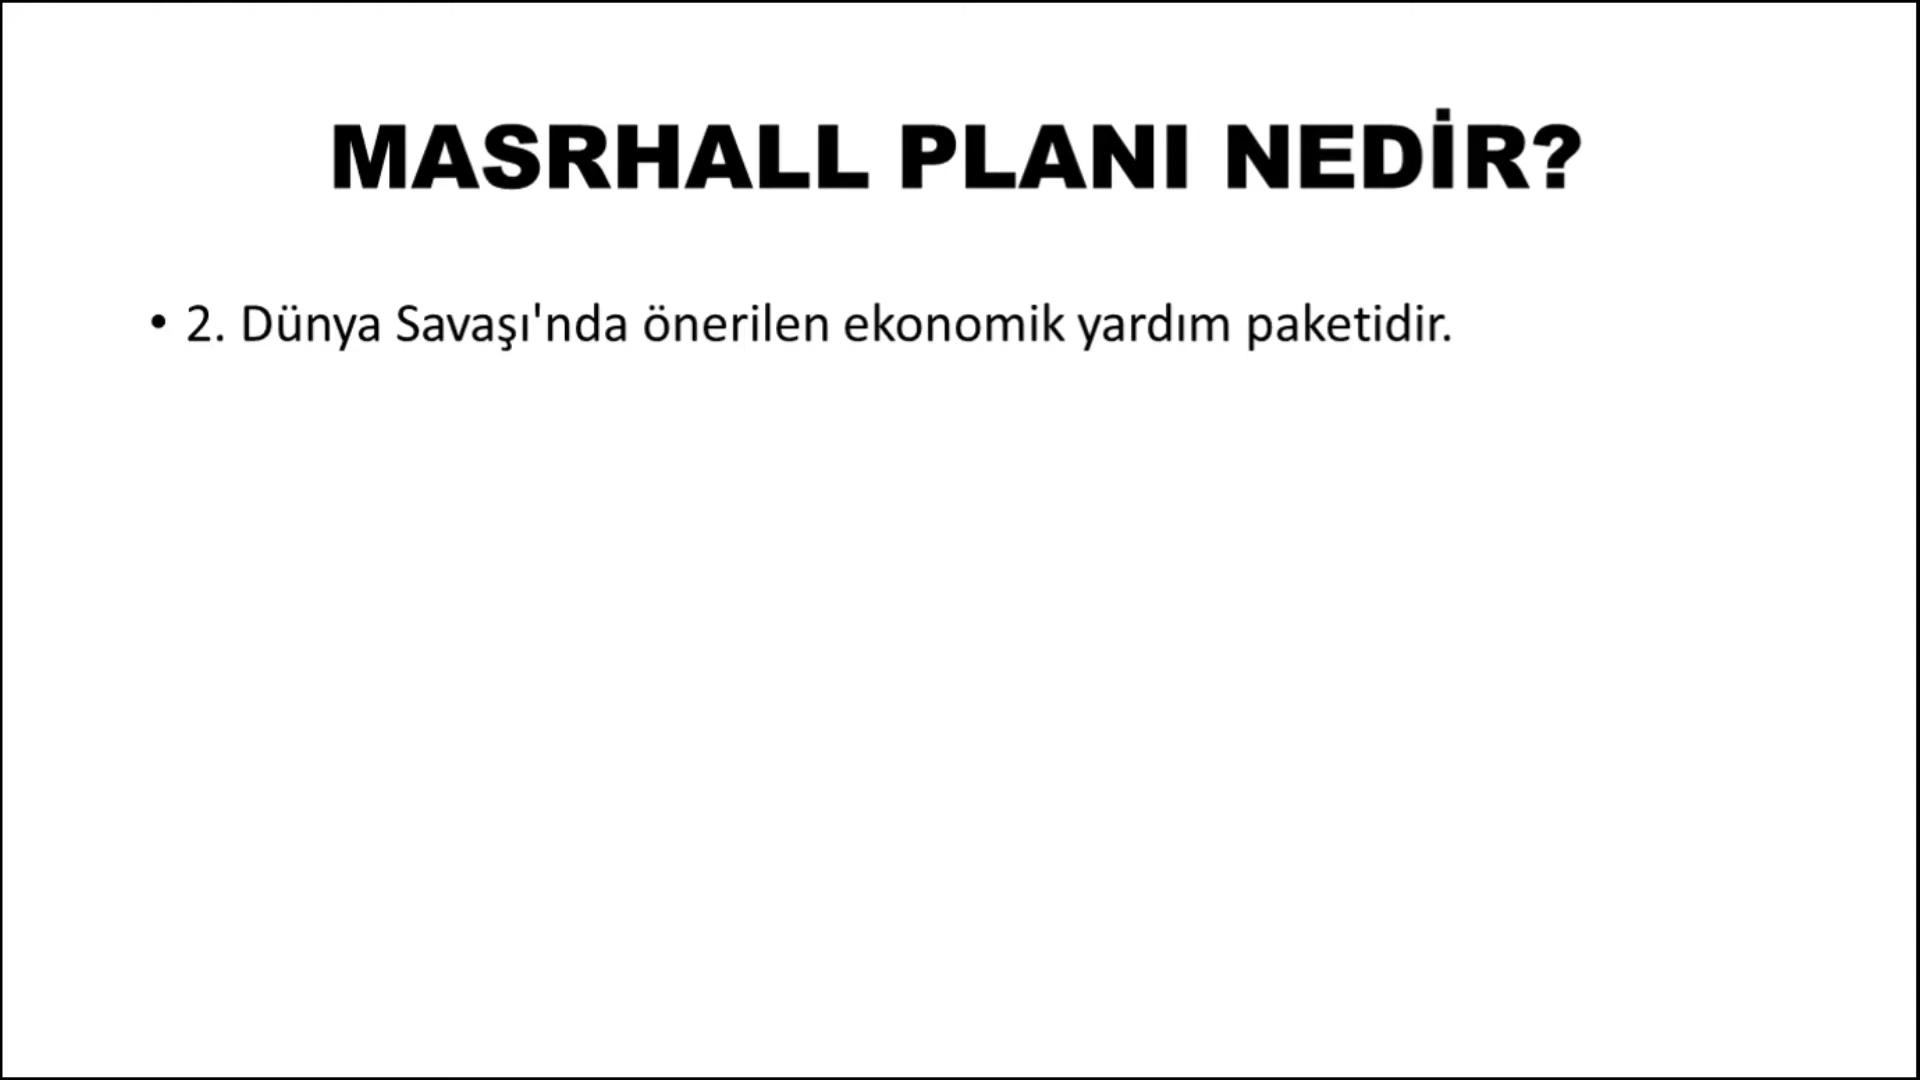 MASRHALL PLANI NEDİR?
• 2. Dünya Savaşı'nda önerilen ekonomik yardım paketidir.